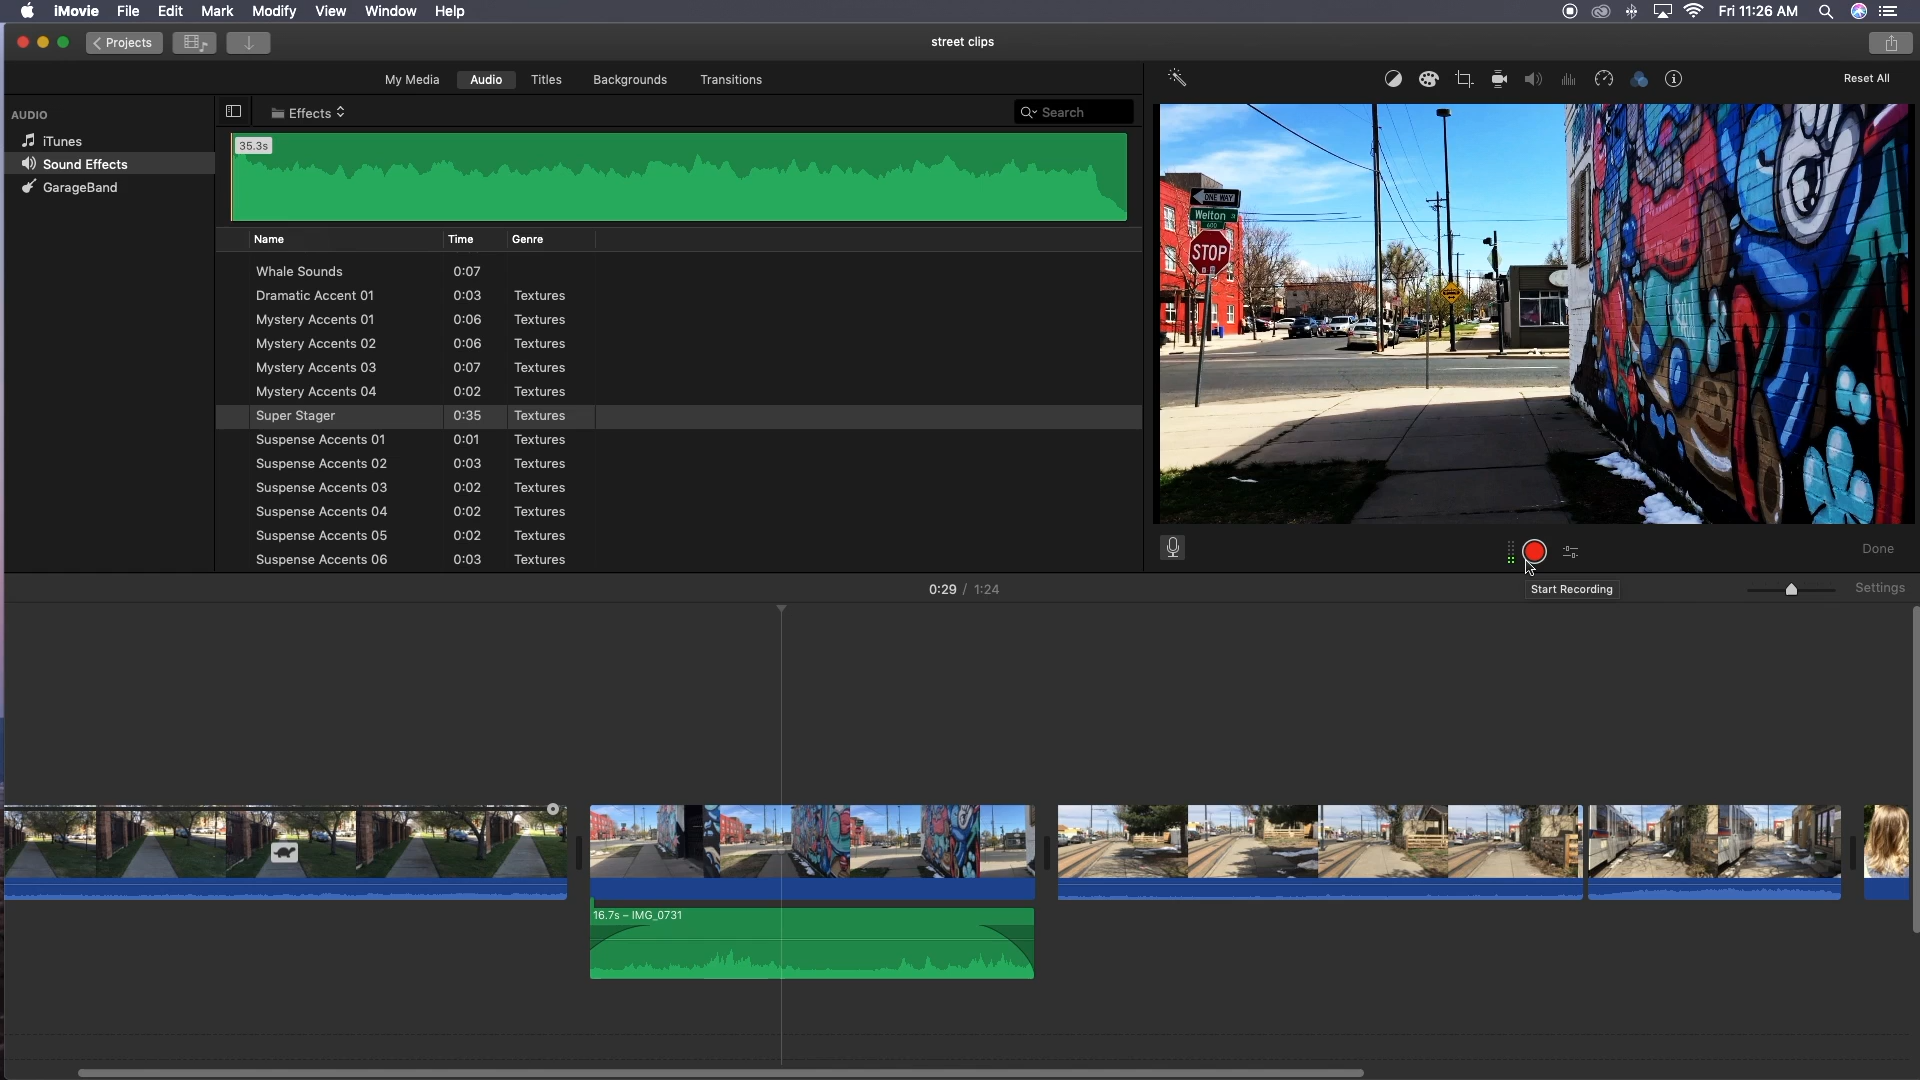 iMovie File Edit Mark Modify View Window Help
Fri 11:26 AM
Projects
street clips
My Media Audio Titles Backgrounds Transitions
Reset All
AUDIO
iTunes
Sound Effects
GarageBand
Effects
Search
35.3s
Name Time Genre
Whale Sounds 0:07
Dramatic Accent 01 0:03 Textures
Mystery Accents 01 0:06 Textures
Mystery Accents 02 0:06 Textures
Mystery Accents 03 0:07 Textures
Mystery Accents 04 0:02 Textures
Super Stager 0:35 Textures
Suspense Accents 01 0:01 Textures
Suspense Accents 02 0:03 Textures
Suspense Accents 03 0:02 Textures
Suspense Accents 04 0:02 Textures
Suspense Accents 05 0:02 Textures
Suspense Accents 06 0:03 Textures
ONE WAY
Welton
600
STOP
Done
Start Recording
0:29 / 1:24
Settings
16.7s – IMG_0731